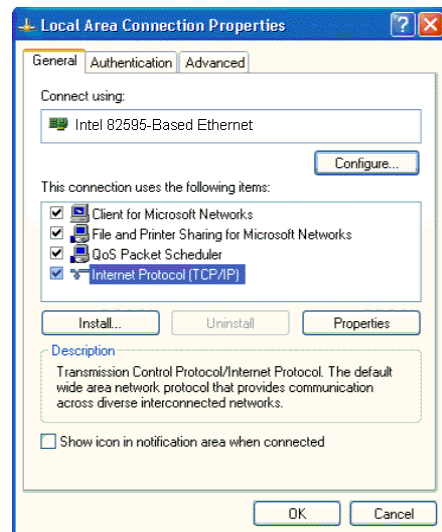 Local Area Connection Properties
General Authentication Advanced
Connect using:
Intel 82595-Based Ethernet
Configure...
This connection uses the following items:
Client for Microsoft Networks
File and Printer Sharing for Microsoft Networks
QoS Packet Scheduler
Internet Protocol (TCP/IP)
Install... Uninstall Properties
Description
Transmission Control Protocol/Internet Protocol. The default
wide area network protocol that provides communication
across diverse interconnected networks.
Show icon in notification area when connected
OK Cancel